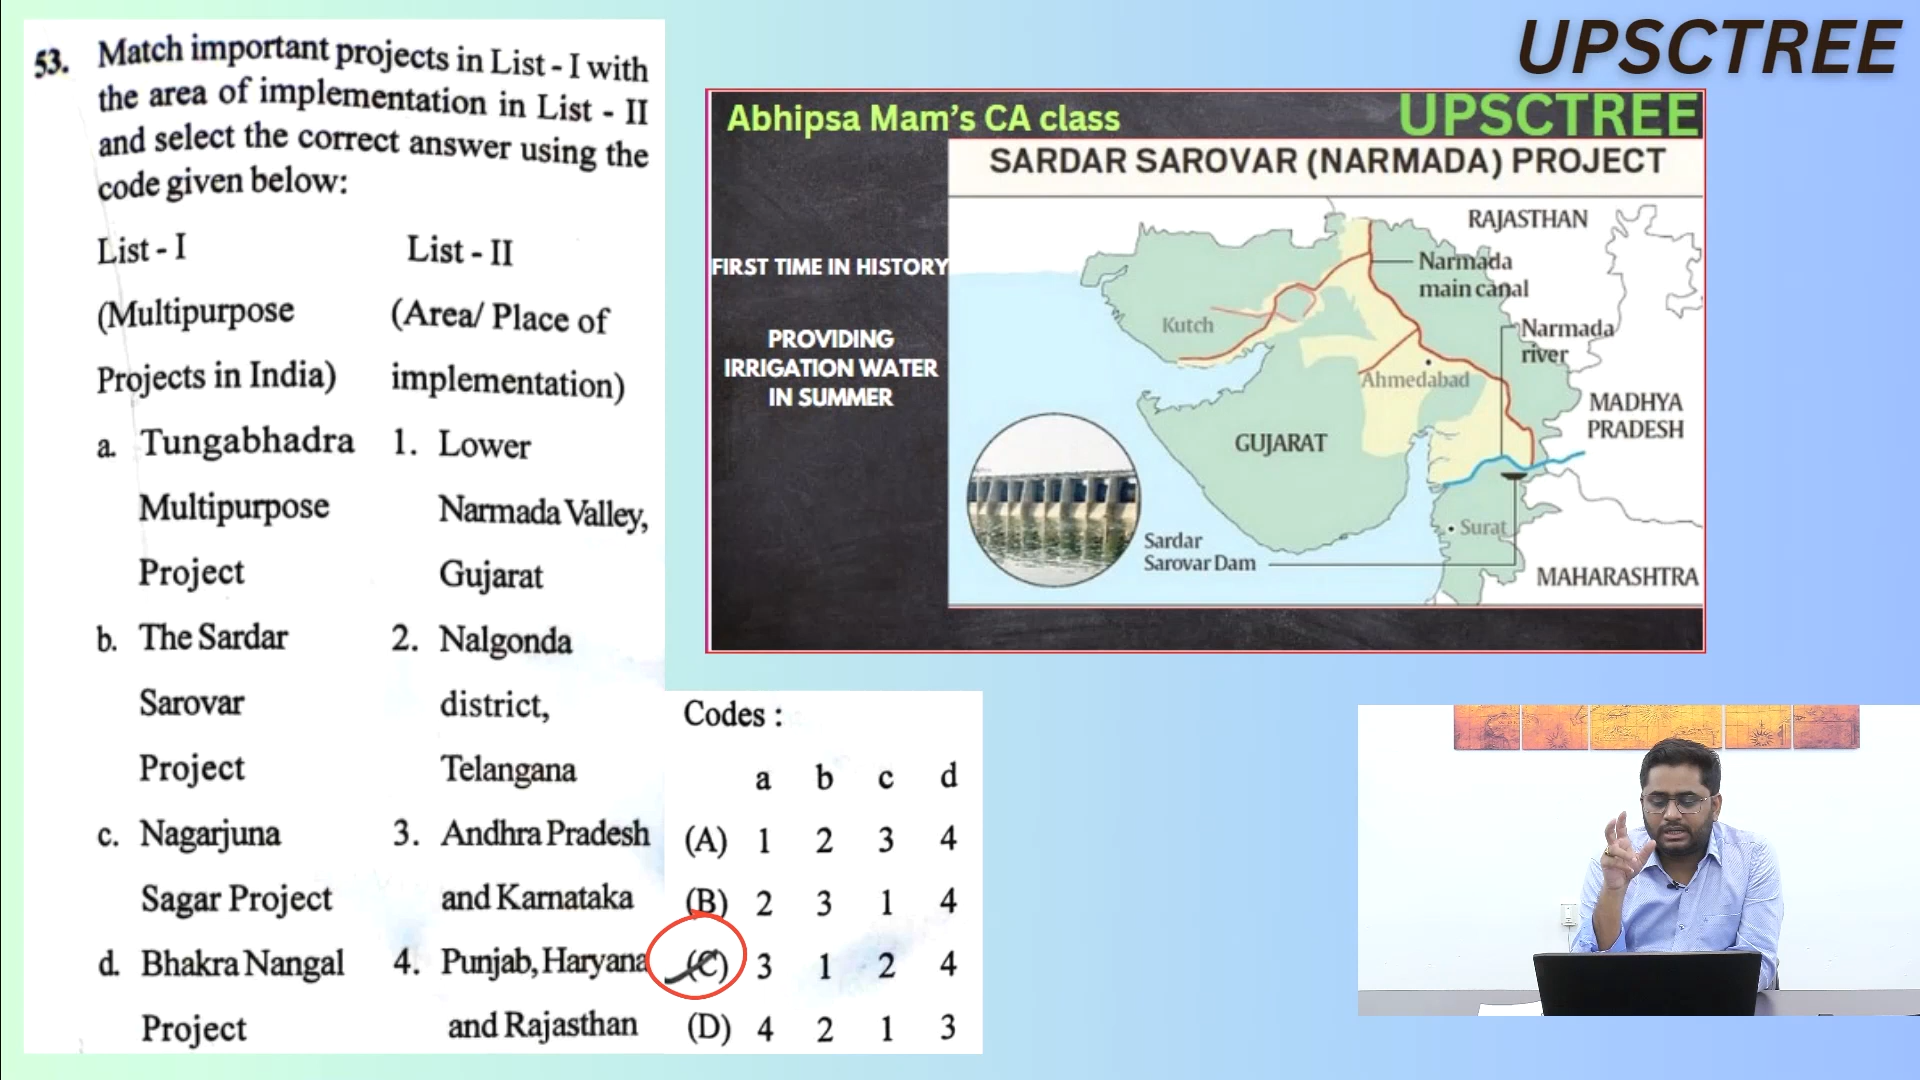 UPSCTREE
53. Match important projects in List - I with
the area of implementation in List - II
and select the correct answer using the
code given below:
List - I List - II
(Multipurpose (Area/ Place of
Projects in India) implementation)
a. Tungabhadra 1. Lower
Multipurpose Narmada Valley,
Project Gujarat
b. The Sardar 2. Nalgonda
Sarovar district,
Project Telangana
c. Nagarjuna 3. Andhra Pradesh
Sagar Project and Karnataka
d. Bhakra Nangal 4. Punjab, Haryana
Project and Rajasthan
Codes :
a b c d
(A) 1 2 3 4
(B) 2 3 1 4
(C) 3 1 2 4
(D) 4 2 1 3
Abhipsa Mam's CA class
UPSCTREE
SARDAR SAROVAR (NARMADA) PROJECT
FIRST TIME IN HISTORY
PROVIDING
IRRIGATION WATER
IN SUMMER
RAJASTHAN
Narmada
main canal
Kutch
Narmada
river
Ahmedabad
MADHYA
PRADESH
GUJARAT
Surat
Sardar
Sarovar Dam
MAHARASHTRA